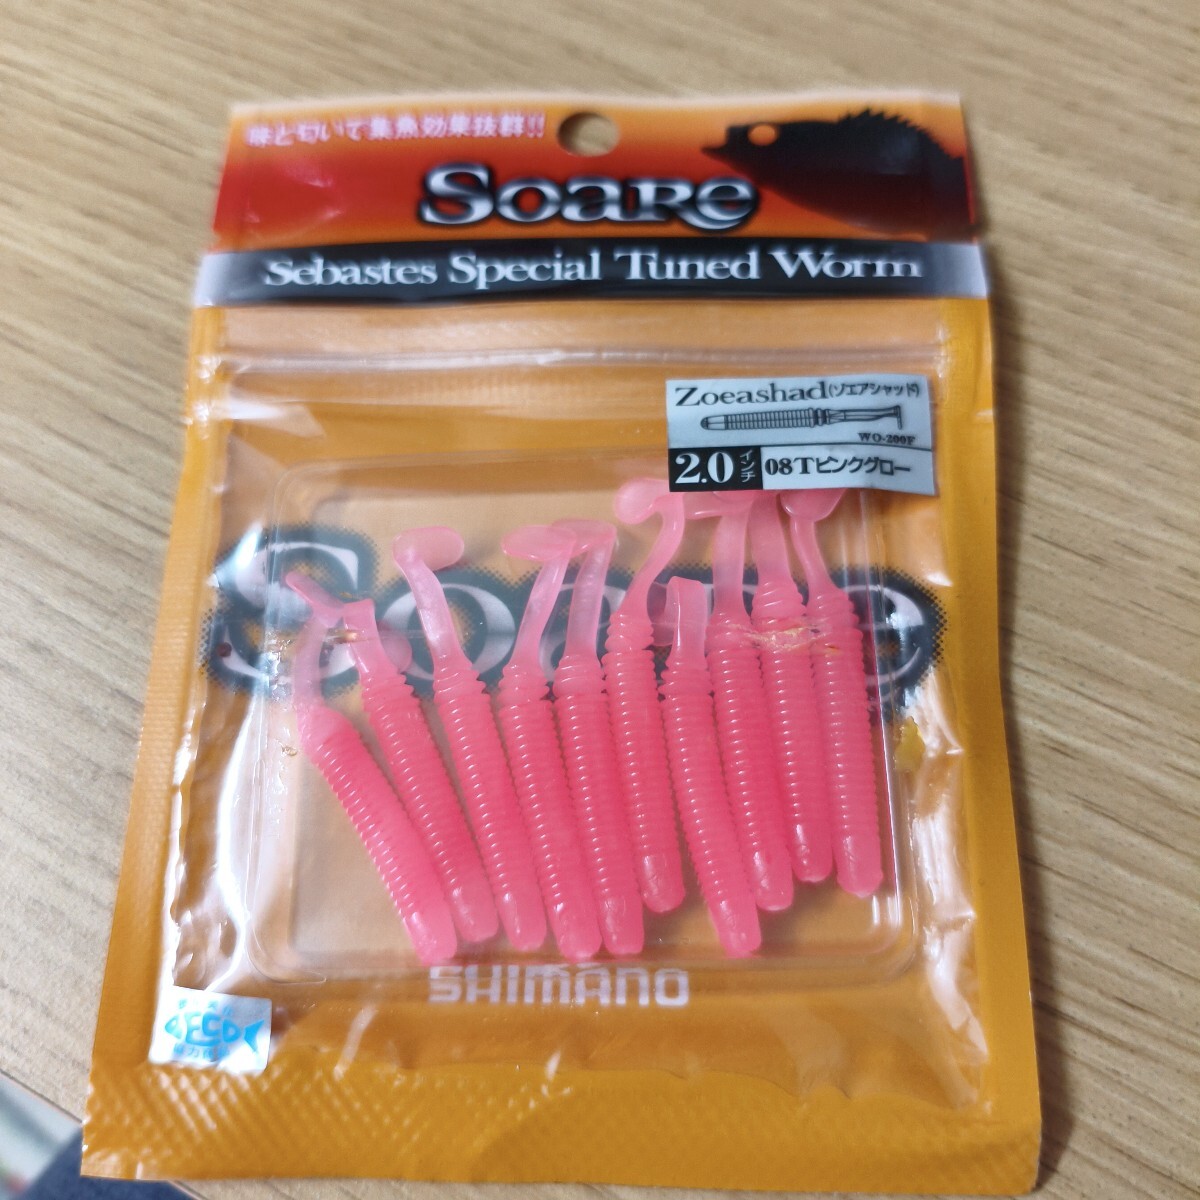 味と匂いで集魚効果抜群!!
Soare
Sebastes Special Tuned Worm
Zoeashad(ゾエアシャッド)
WO-200F
2.0インチ 08Tピンクグロー
Soare
SHIMANO
ECO